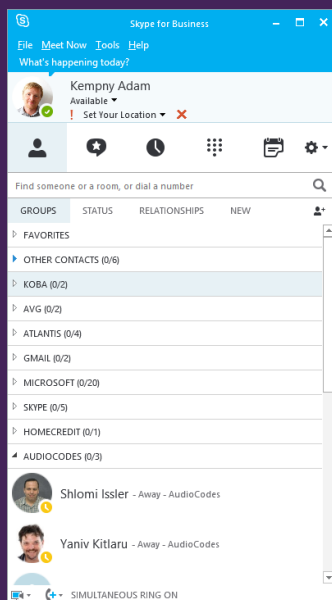 Skype for Business
File Meet Now Tools Help
What's happening today?
Kempny Adam
Available
! Set Your Location
Find someone or a room, or dial a number
GROUPS STATUS RELATIONSHIPS NEW
FAVORITES
OTHER CONTACTS (0/6)
KOBA (0/2)
AVG (0/2)
ATLANTIS (0/4)
GMAIL (0/2)
MICROSOFT (0/20)
SKYPE (0/5)
HOMECREDIT (0/1)
AUDIOCODES (0/3)
Shlomi Issler - Away - AudioCodes
Yaniv Kitlaru - Away - AudioCodes
SIMULTANEOUS RING ON